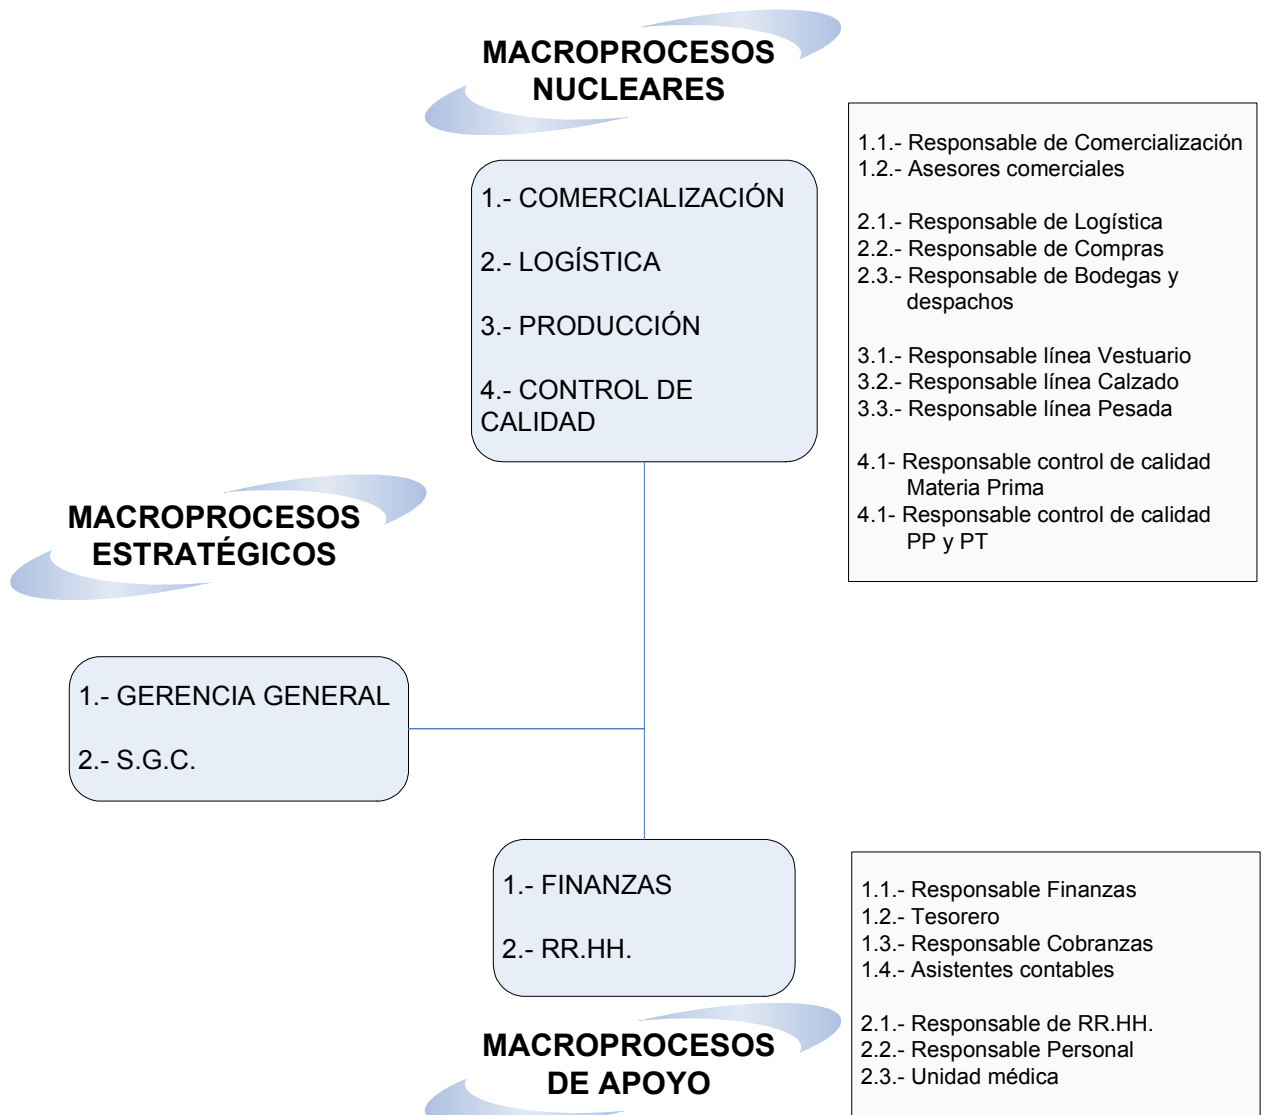 MACROPROCESOS
NUCLEARES
1.- COMERCIALIZACIÓN
2.- LOGÍSTICA
3.- PRODUCCIÓN
4.- CONTROL DE
CALIDAD
1.1.- Responsable de Comercialización
1.2.- Asesores comerciales
2.1.- Responsable de Logística
2.2.- Responsable de Compras
2.3.- Responsable de Bodegas y
despachos
3.1.- Responsable línea Vestuario
3.2.- Responsable línea Calzado
3.3.- Responsable línea Pesada
4.1- Responsable control de calidad
Materia Prima
4.1- Responsable control de calidad
PP y PT
MACROPROCESOS
ESTRATÉGICOS
1.- GERENCIA GENERAL
2.- S.G.C.
1.- FINANZAS
2.- RR.HH.
MACROPROCESOS
DE APOYO
1.1.- Responsable Finanzas
1.2.- Tesorero
1.3.- Responsable Cobranzas
1.4.- Asistentes contables
2.1.- Responsable de RR.HH.
2.2.- Responsable Personal
2.3.- Unidad médica